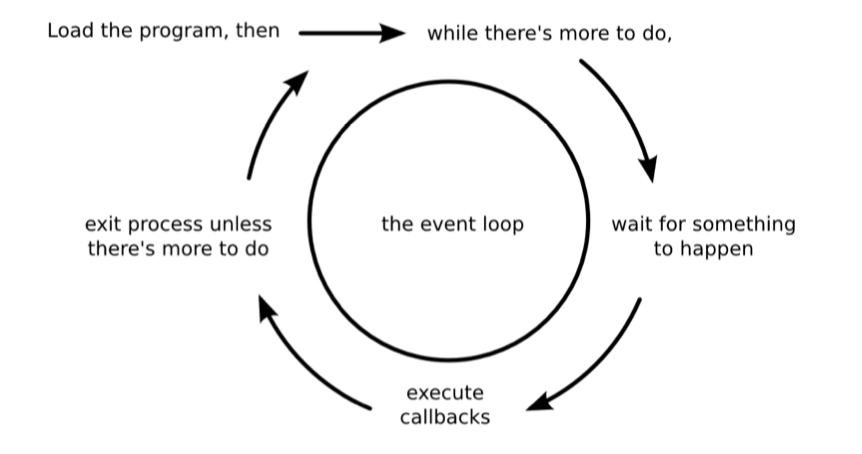 Load the program, then
while there's more to do,
wait for something
to happen
execute
callbacks
exit process unless
there's more to do
the event loop